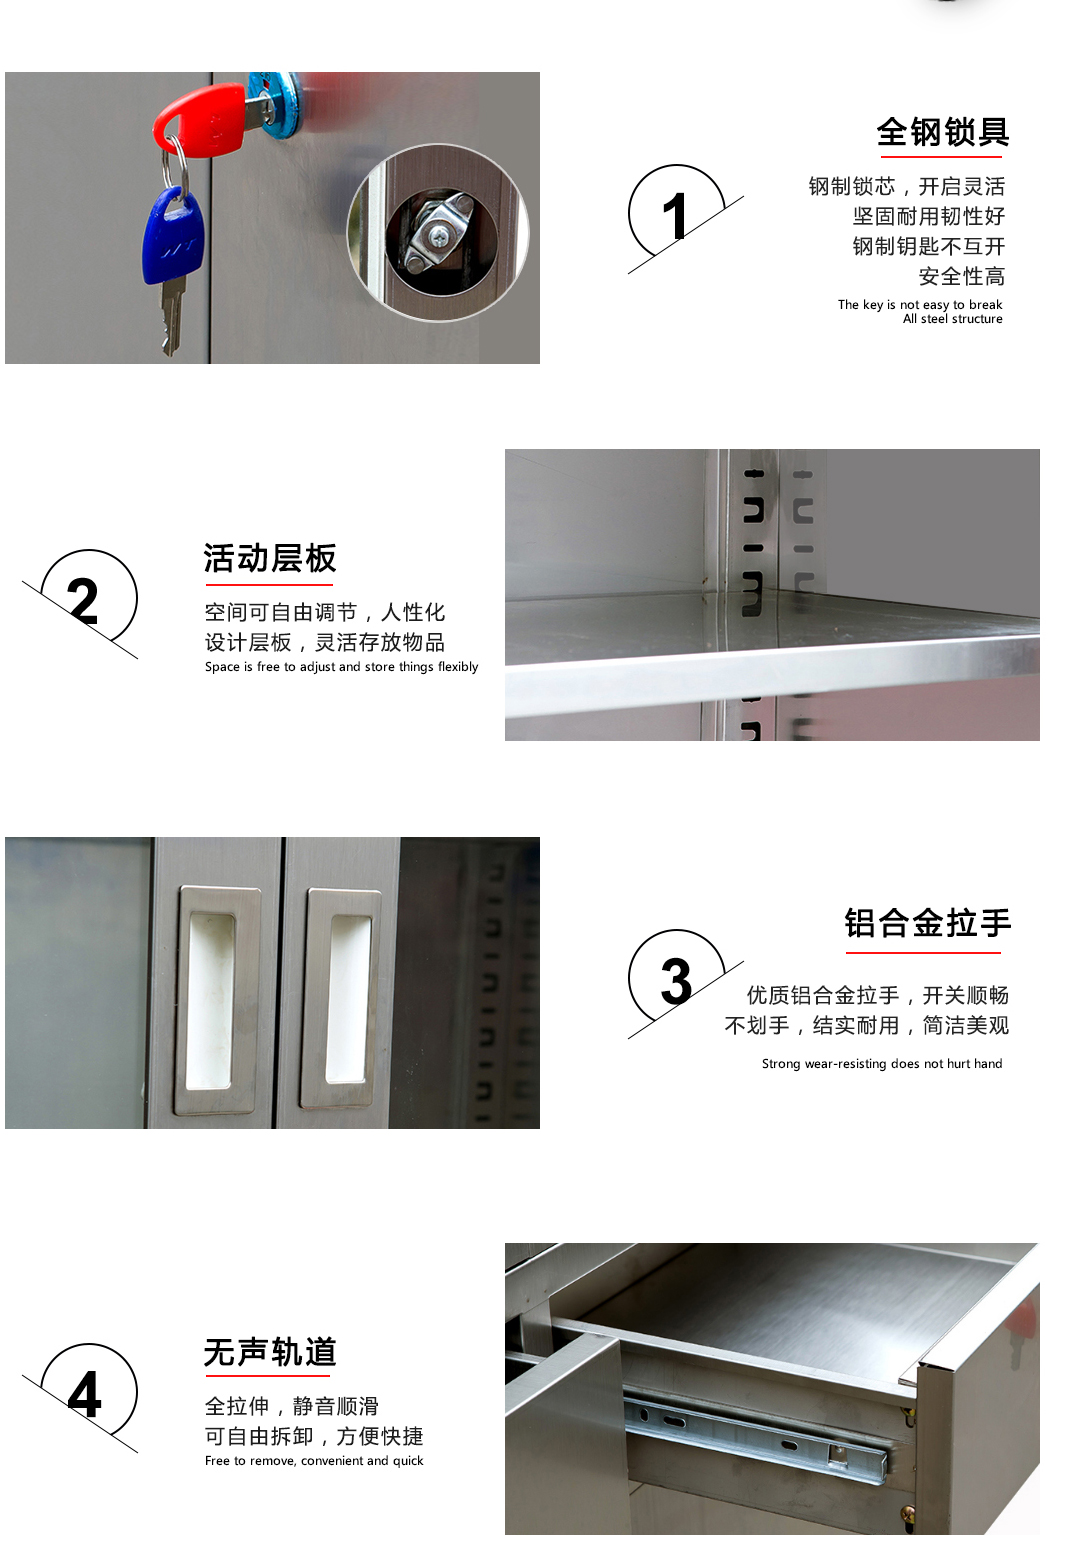 全钢锁具
1
钢制锁芯，开启灵活
坚固耐用韧性好
钢制钥匙不互开
安全性高
The key is not easy to break
All steel structure
活动层板
2
空间可自由调节，人性化
设计层板，灵活存放物品
Space is free to adjust and store things flexibly
铝合金拉手
3
优质铝合金拉手，开关顺畅
不划手，结实耐用，简洁美观
Strong wear-resisting does not hurt hand
无声轨道
4
全拉伸，静音顺滑
可自由拆卸，方便快捷
Free to remove, convenient and quick